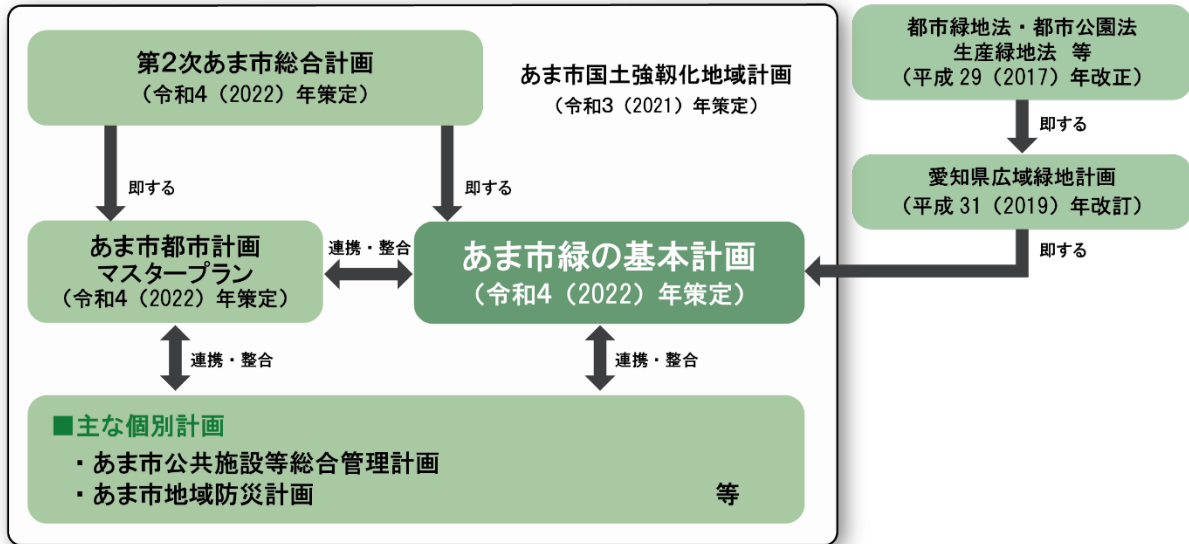 第2次あま市総合計画
（令和4（2022）年策定）
あま市国土強靱化地域計画
（令和3（2021）年策定）
都市緑地法・都市公園法
生産緑地法 等
（平成 29（2017）年改正）
即する
愛知県広域緑地計画
（平成 31（2019）年改訂）
即する
即する
即する
あま市都市計画
マスタープラン
（令和4（2022）年策定）
連携・整合
あま市緑の基本計画
（令和4（2022）年策定）
連携・整合
連携・整合
■主な個別計画
・あま市公共施設等総合管理計画
・あま市地域防災計画 等